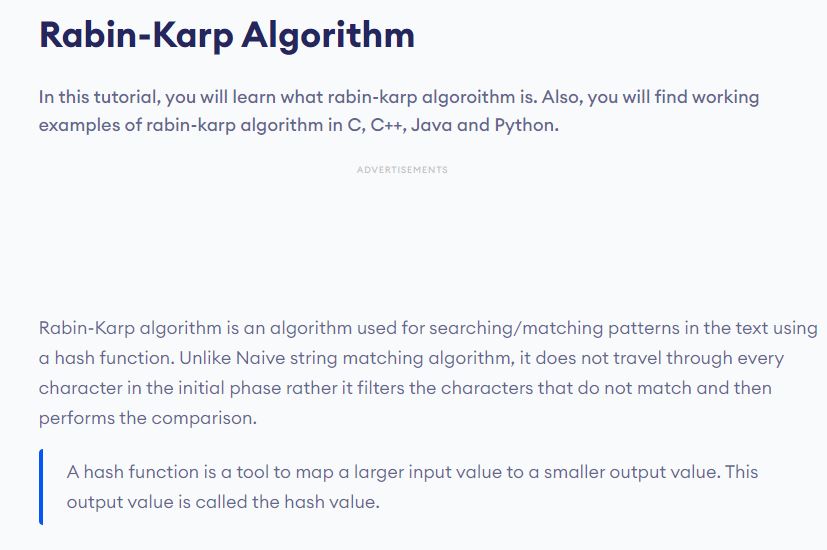 Rabin-Karp Algorithm
In this tutorial, you will learn what rabin-karp algoroithm is. Also, you will find working
examples of rabin-karp algorithm in C, C++, Java and Python.
ADVERTISEMENTS
Rabin-Karp algorithm is an algorithm used for searching/matching patterns in the text using
a hash function. Unlike Naive string matching algorithm, it does not travel through every
character in the initial phase rather it filters the characters that do not match and then
performs the comparison.
A hash function is a tool to map a larger input value to a smaller output value. This
output value is called the hash value.